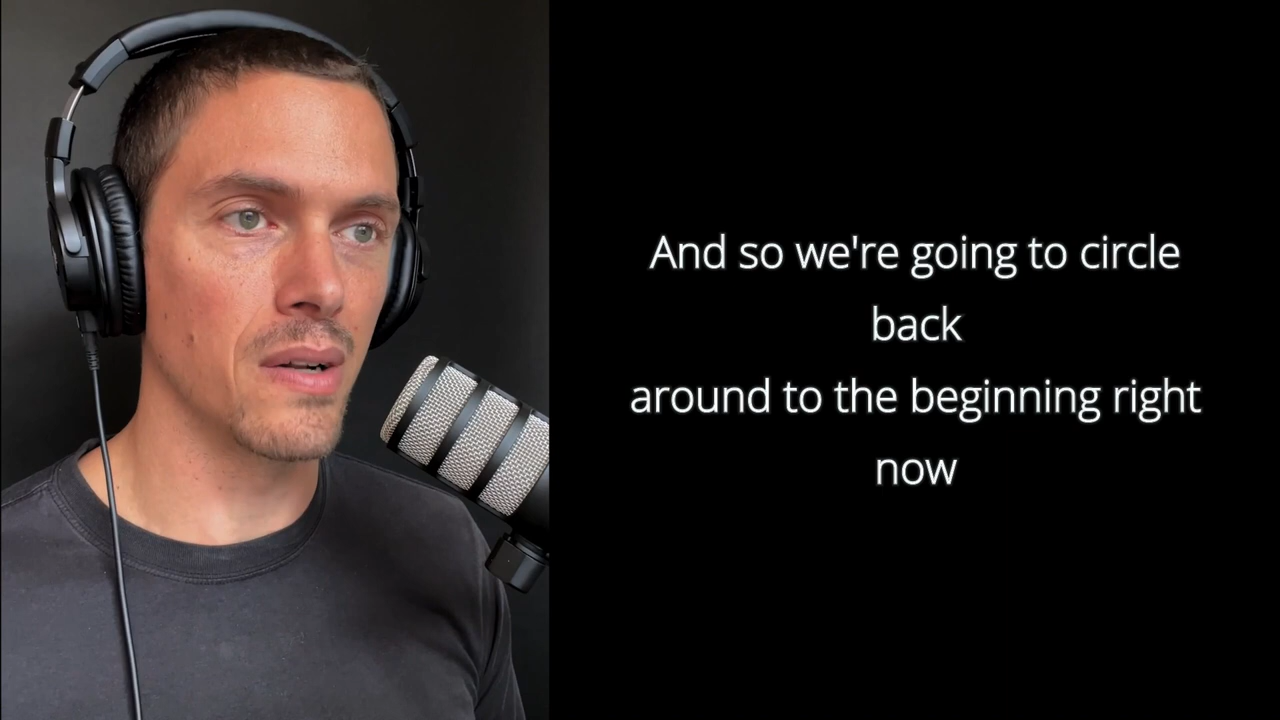 And so we're going to circle
back
around to the beginning right
now